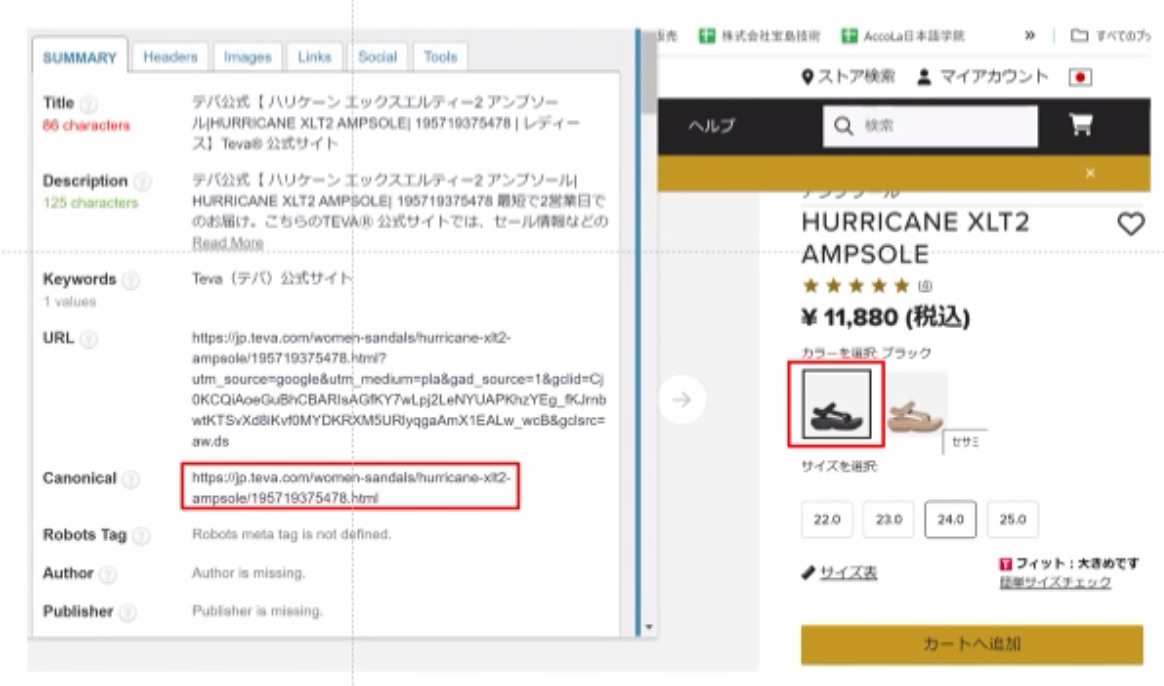 SUMMARY Headers Images Links Social Tools
Title
86 characters
テバ公式【 ハリケーン エックスエルティー2 アンプソー
ル|HURRICANE XLT2 AMPSOLE| 195719375478 | レディー
ス】Teva® 公式サイト
Description
125 characters
テバ公式【 ハリケーン エックスエルティー2 アンプソール|
HURRICANE XLT2 AMPSOLE| 195719375478 最短で2営業日で
のお届け。こちらのTEVA® 公式サイトでは、セール情報などの
Read More
Keywords
1 values
Teva（テバ）公式サイト
URL
https://jp.teva.com/women-sandals/hurricane-xlt2-
ampsole/195719375478.html?
utm_source=google&utm_medium=pla&gad_source=1&gclid=Cj
aw.ds
Canonical
https://jp.teva.com/women-sandals/hurricane-xlt2-
ampsole/195719375478.html
Robots Tag
Robots meta tag is not defined.
Author
Author is missing.
Publisher
Publisher is missing.
販売 株式会社宝島技術 AccoLa日本語学院 » すべてのブッ
ストア検索 マイアカウント
ヘルプ 検索
×
アンプソール
HURRICANE XLT2
AMPSOLE
★★★★★ (4)
¥ 11,880 (税込)
カラーを選択: ブラック
セサミ
サイズを選択:
22.0 23.0 24.0 25.0
サイズ表
フィット：大きめです
簡単サイズチェック
カートへ追加